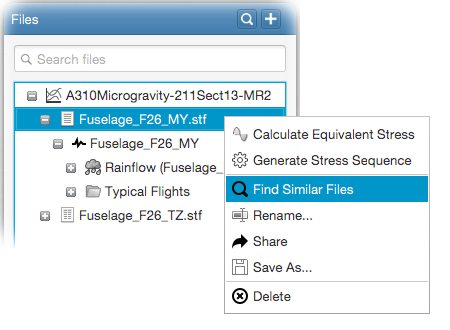 Files
Search files
A310Microgravity-211Sect13-MR2
Fuselage_F26_MY.stf
Fuselage_F26_MY
Rainflow (Fuselage_
Typical Flights
Fuselage_F26_TZ.stf
Calculate Equivalent Stress
Generate Stress Sequence
Find Similar Files
Rename...
Share
Save As...
Delete